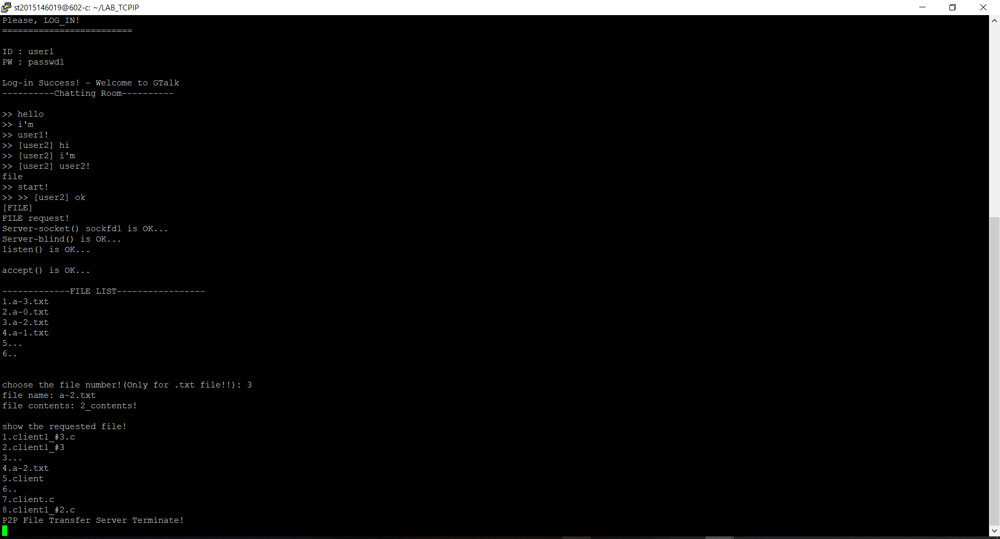 st2015146019@602-c: ~/LAB_TCPIP
Please, LOG_IN!
=========================
ID : user1
PW : passwd1
Log-in Success! - Welcome to GTalk
----------Chatting Room----------
>> hello
>> i'm
>> user1!
>> [user2] hi
>> [user2] i'm
>> [user2] user2!
file
>> start!
>> >> [user2] ok
[FILE]
FILE request!
Server-socket() sockfd1 is OK...
Server-blind() is OK...
listen() is OK...
accept() is OK...
-------------FILE LIST-----------------
1.a-3.txt
2.a-0.txt
3.a-2.txt
4.a-1.txt
5...
6..
choose the file number!(Only for .txt file!!): 3
file name: a-2.txt
file contents: 2_contents!
show the requested file!
1.client1_#3.c
2.client1_#3
3...
4.a-2.txt
5.client
6..
7.client.c
8.client1_#2.c
P2P File Transfer Server Terminate!